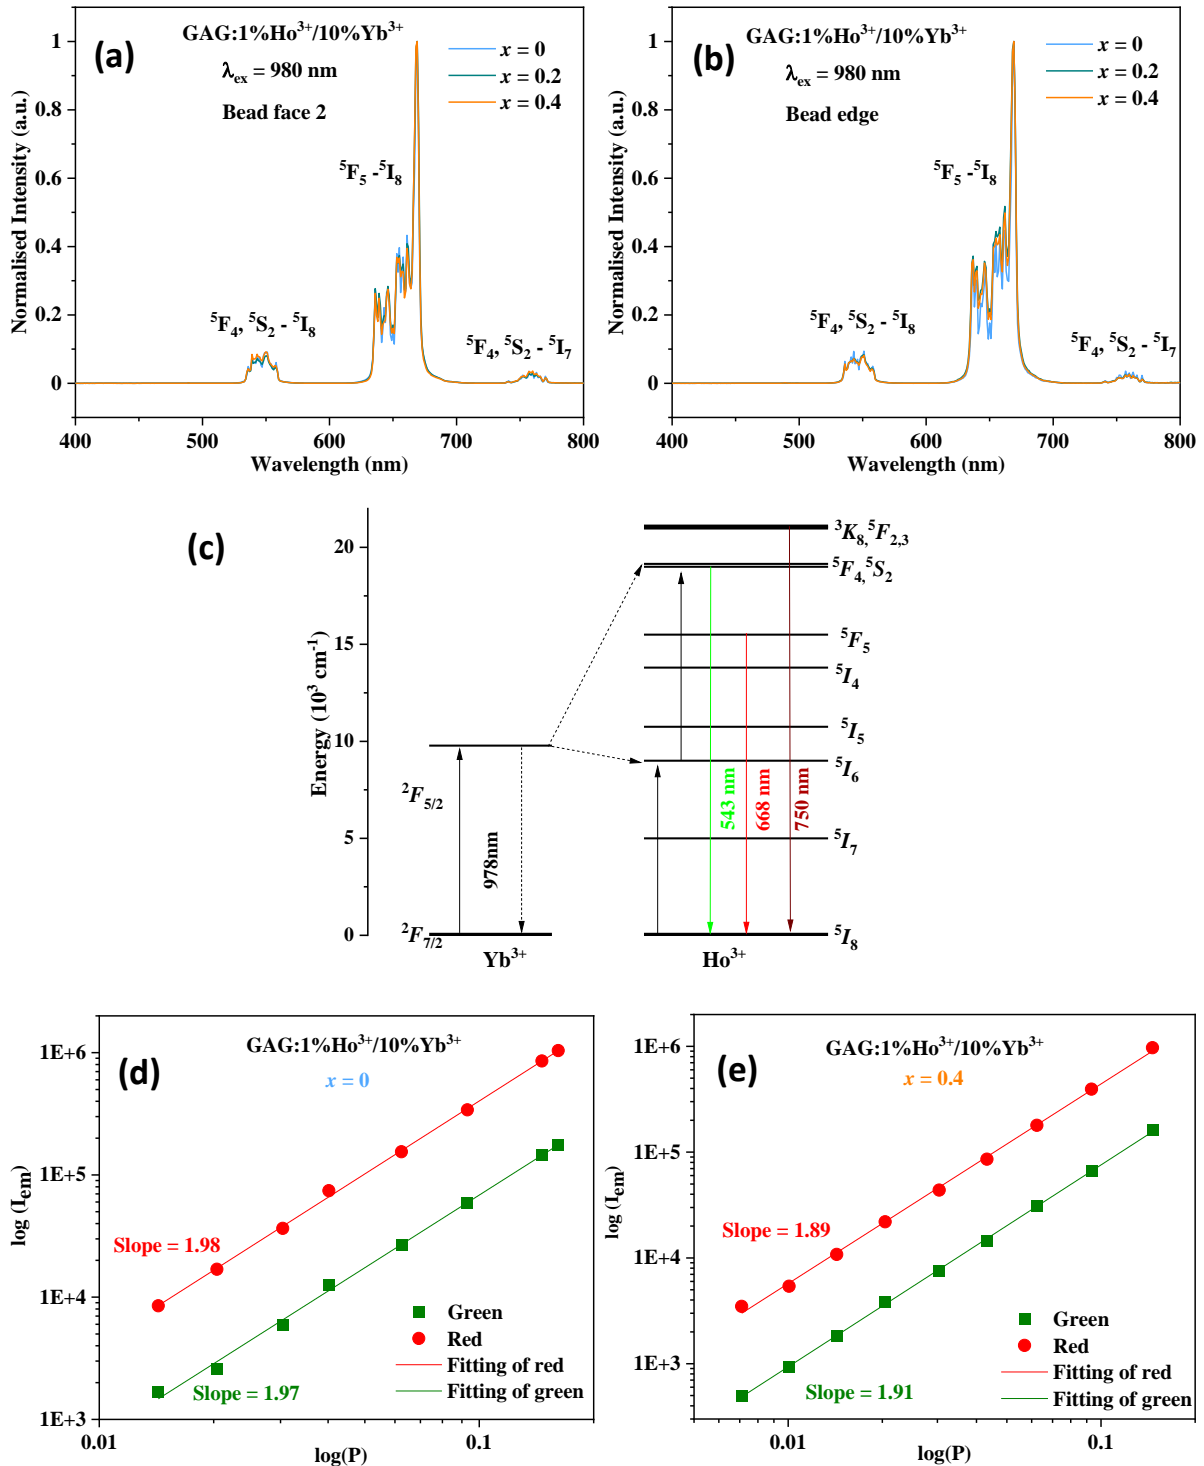 (a)
GAG:1%Ho³⁺/10%Yb³⁺
λex = 980 nm
Bead face 2
x = 0
x = 0.2
x = 0.4
⁵F₅ -⁵I₈
⁵F₄, ⁵S₂ - ⁵I₈
⁵F₄, ⁵S₂ - ⁵I₇
Normalised Intensity (a.u.)
1
0.8
0.6
0.4
0.2
0
400
500
600
700
800
Wavelength (nm)
(b)
GAG:1%Ho³⁺/10%Yb³⁺
λex = 980 nm
Bead edge
x = 0
x = 0.2
x = 0.4
⁵F₅ -⁵I₈
⁵F₄, ⁵S₂ - ⁵I₈
⁵F₄, ⁵S₂ - ⁵I₇
Normalised Intensity (a.u.)
1
0.8
0.6
0.4
0.2
0
400
500
600
700
800
Wavelength (nm)
(c)
Energy (10³ cm⁻¹)
20
15
10
5
0
²F₅/₂
²F₇/₂
978nm
Yb³⁺
³K₈,⁵F₂,₃
⁵F₄,⁵S₂
⁵F₅
⁵I₄
⁵I₅
⁵I₆
⁵I₇
⁵I₈
543 nm
668 nm
750 nm
Ho³⁺
(d)
GAG:1%Ho³⁺/10%Yb³⁺
x = 0
log (Iem)
1E+6
1E+5
1E+4
1E+3
Slope = 1.98
Slope = 1.97
Green
Red
Fitting of red
Fitting of green
0.01
0.1
log(P)
(e)
GAG:1%Ho³⁺/10%Yb³⁺
x = 0.4
log (Iem)
1E+6
1E+5
1E+4
1E+3
Slope = 1.89
Slope = 1.91
Green
Red
Fitting of red
Fitting of green
0.01
0.1
log(P)